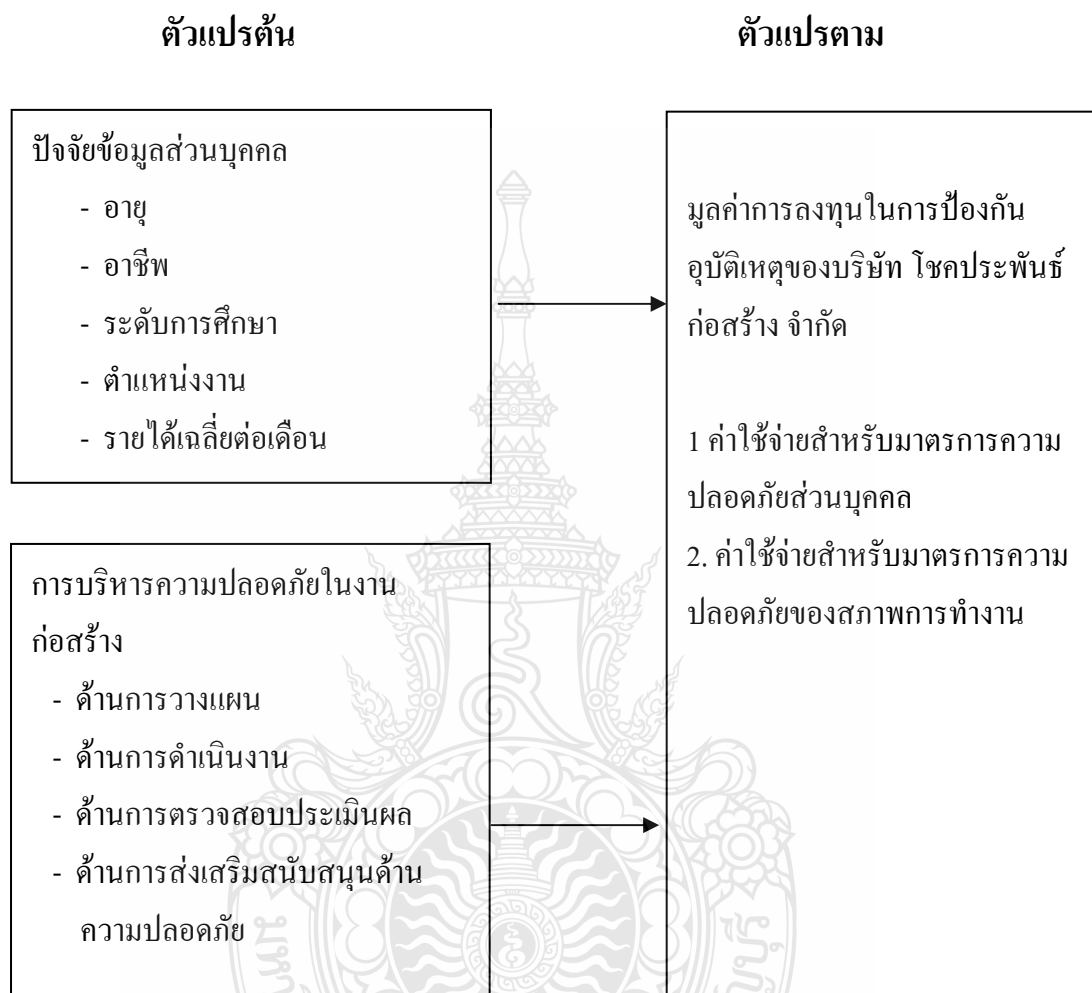 ตัวแปรต้น
ตัวแปรตาม
ปัจจัยข้อมูลส่วนบุคคล
- อายุ
- อาชีพ
- ระดับการศึกษา
- ตำแหน่งงาน
- รายได้เฉลี่ยต่อเดือน
การบริหารความปลอดภัยในงาน
ก่อสร้าง
- ด้านการวางแผน
- ด้านการดำเนินงาน
- ด้านการตรวจสอบประเมินผล
- ด้านการส่งเสริมสนับสนุนด้าน
ความปลอดภัย
มูลค่าการลงทุนในการป้องกัน
อุบัติเหตุของบริษัท โชคประพันธ์
ก่อสร้าง จำกัด
1 ค่าใช้จ่ายสำหรับมาตรการความ
ปลอดภัยส่วนบุคคล
2. ค่าใช้จ่ายสำหรับมาตรการความ
ปลอดภัยของสภาพการทำงาน